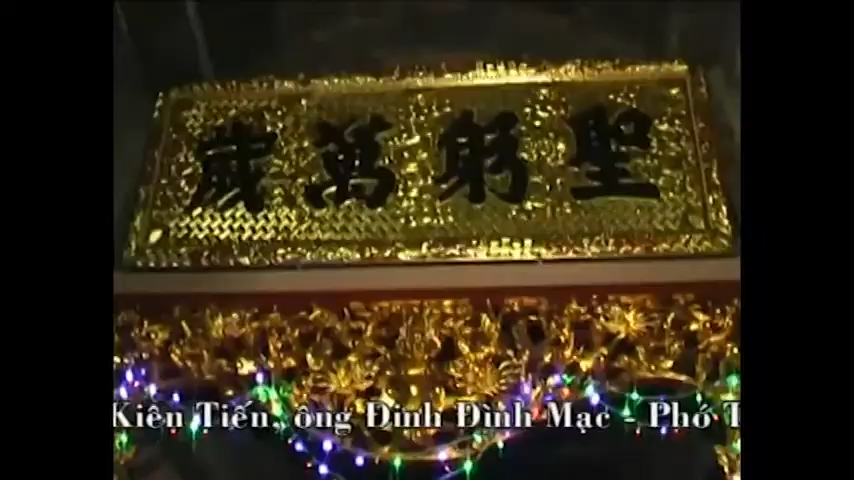 聖躬萬歲
Kiên Tiến, ông Đinh Đình Mạc - Phó T